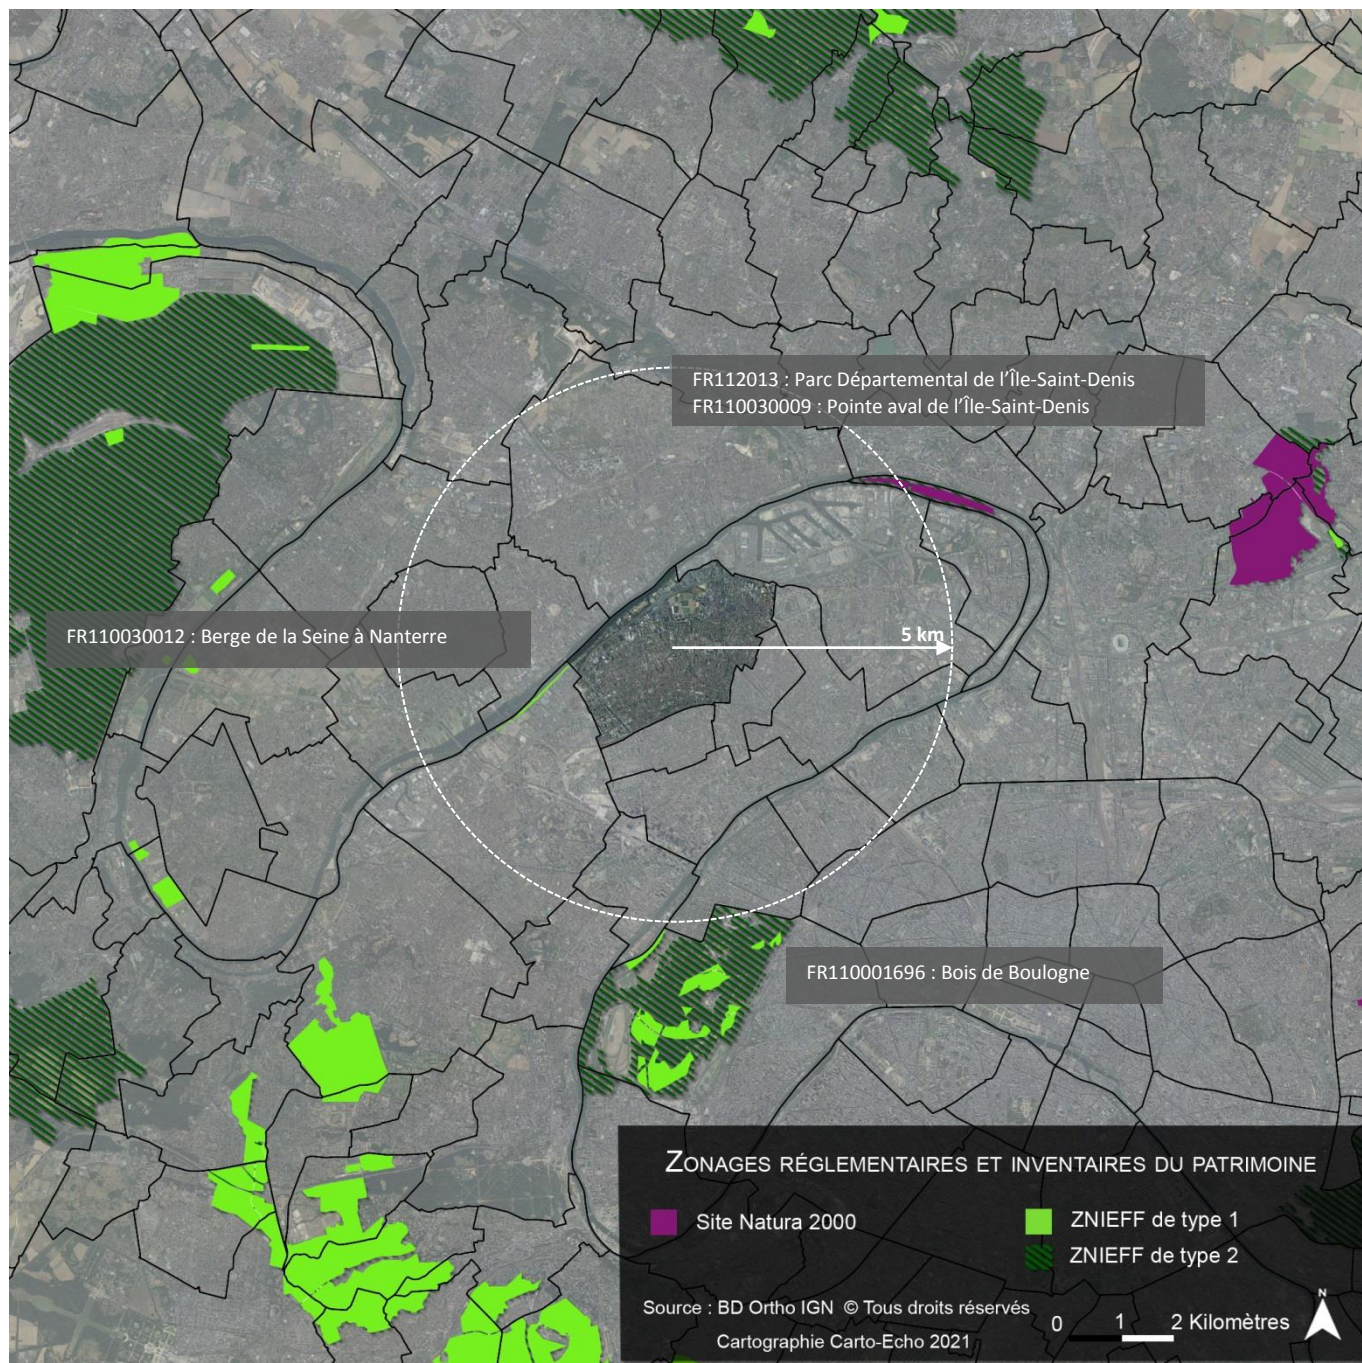 FR112013 : Parc Départemental de l'Île-Saint-Denis
FR110030009 : Pointe aval de l'Île-Saint-Denis
FR110030012 : Berge de la Seine à Nanterre
5 km
FR110001696 : Bois de Boulogne
ZONAGES RÉGLEMENTAIRES ET INVENTAIRES DU PATRIMOINE
Site Natura 2000
ZNIEFF de type 1
ZNIEFF de type 2
Source : BD Ortho IGN © Tous droits réservés
Cartographie Carto-Echo 2021
0 1 2 Kilomètres
N